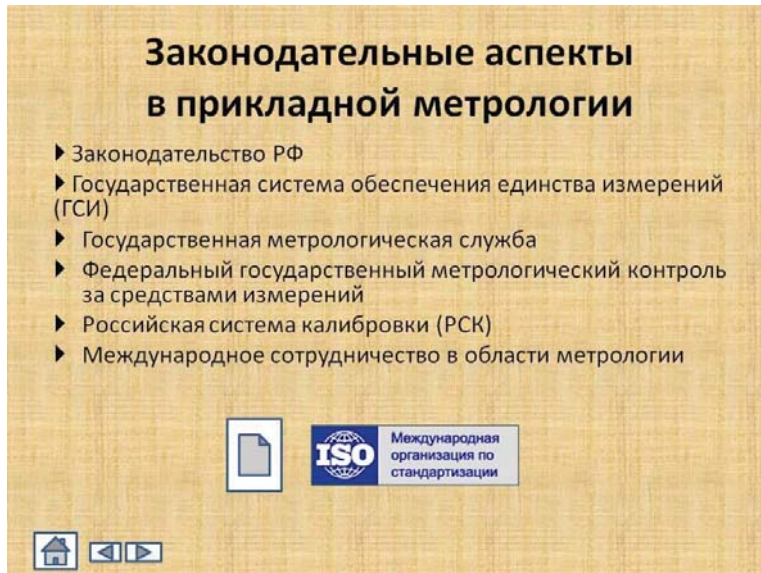 Законодательные аспекты
в прикладной метрологии
Законодательство РФ
Государственная система обеспечения единства измерений
(ГСИ)
Государственная метрологическая служба
Федеральный государственный метрологический контроль
за средствами измерений
Российская система калибровки (РСК)
Международное сотрудничество в области метрологии
ISO
Международная
организация по
стандартизации